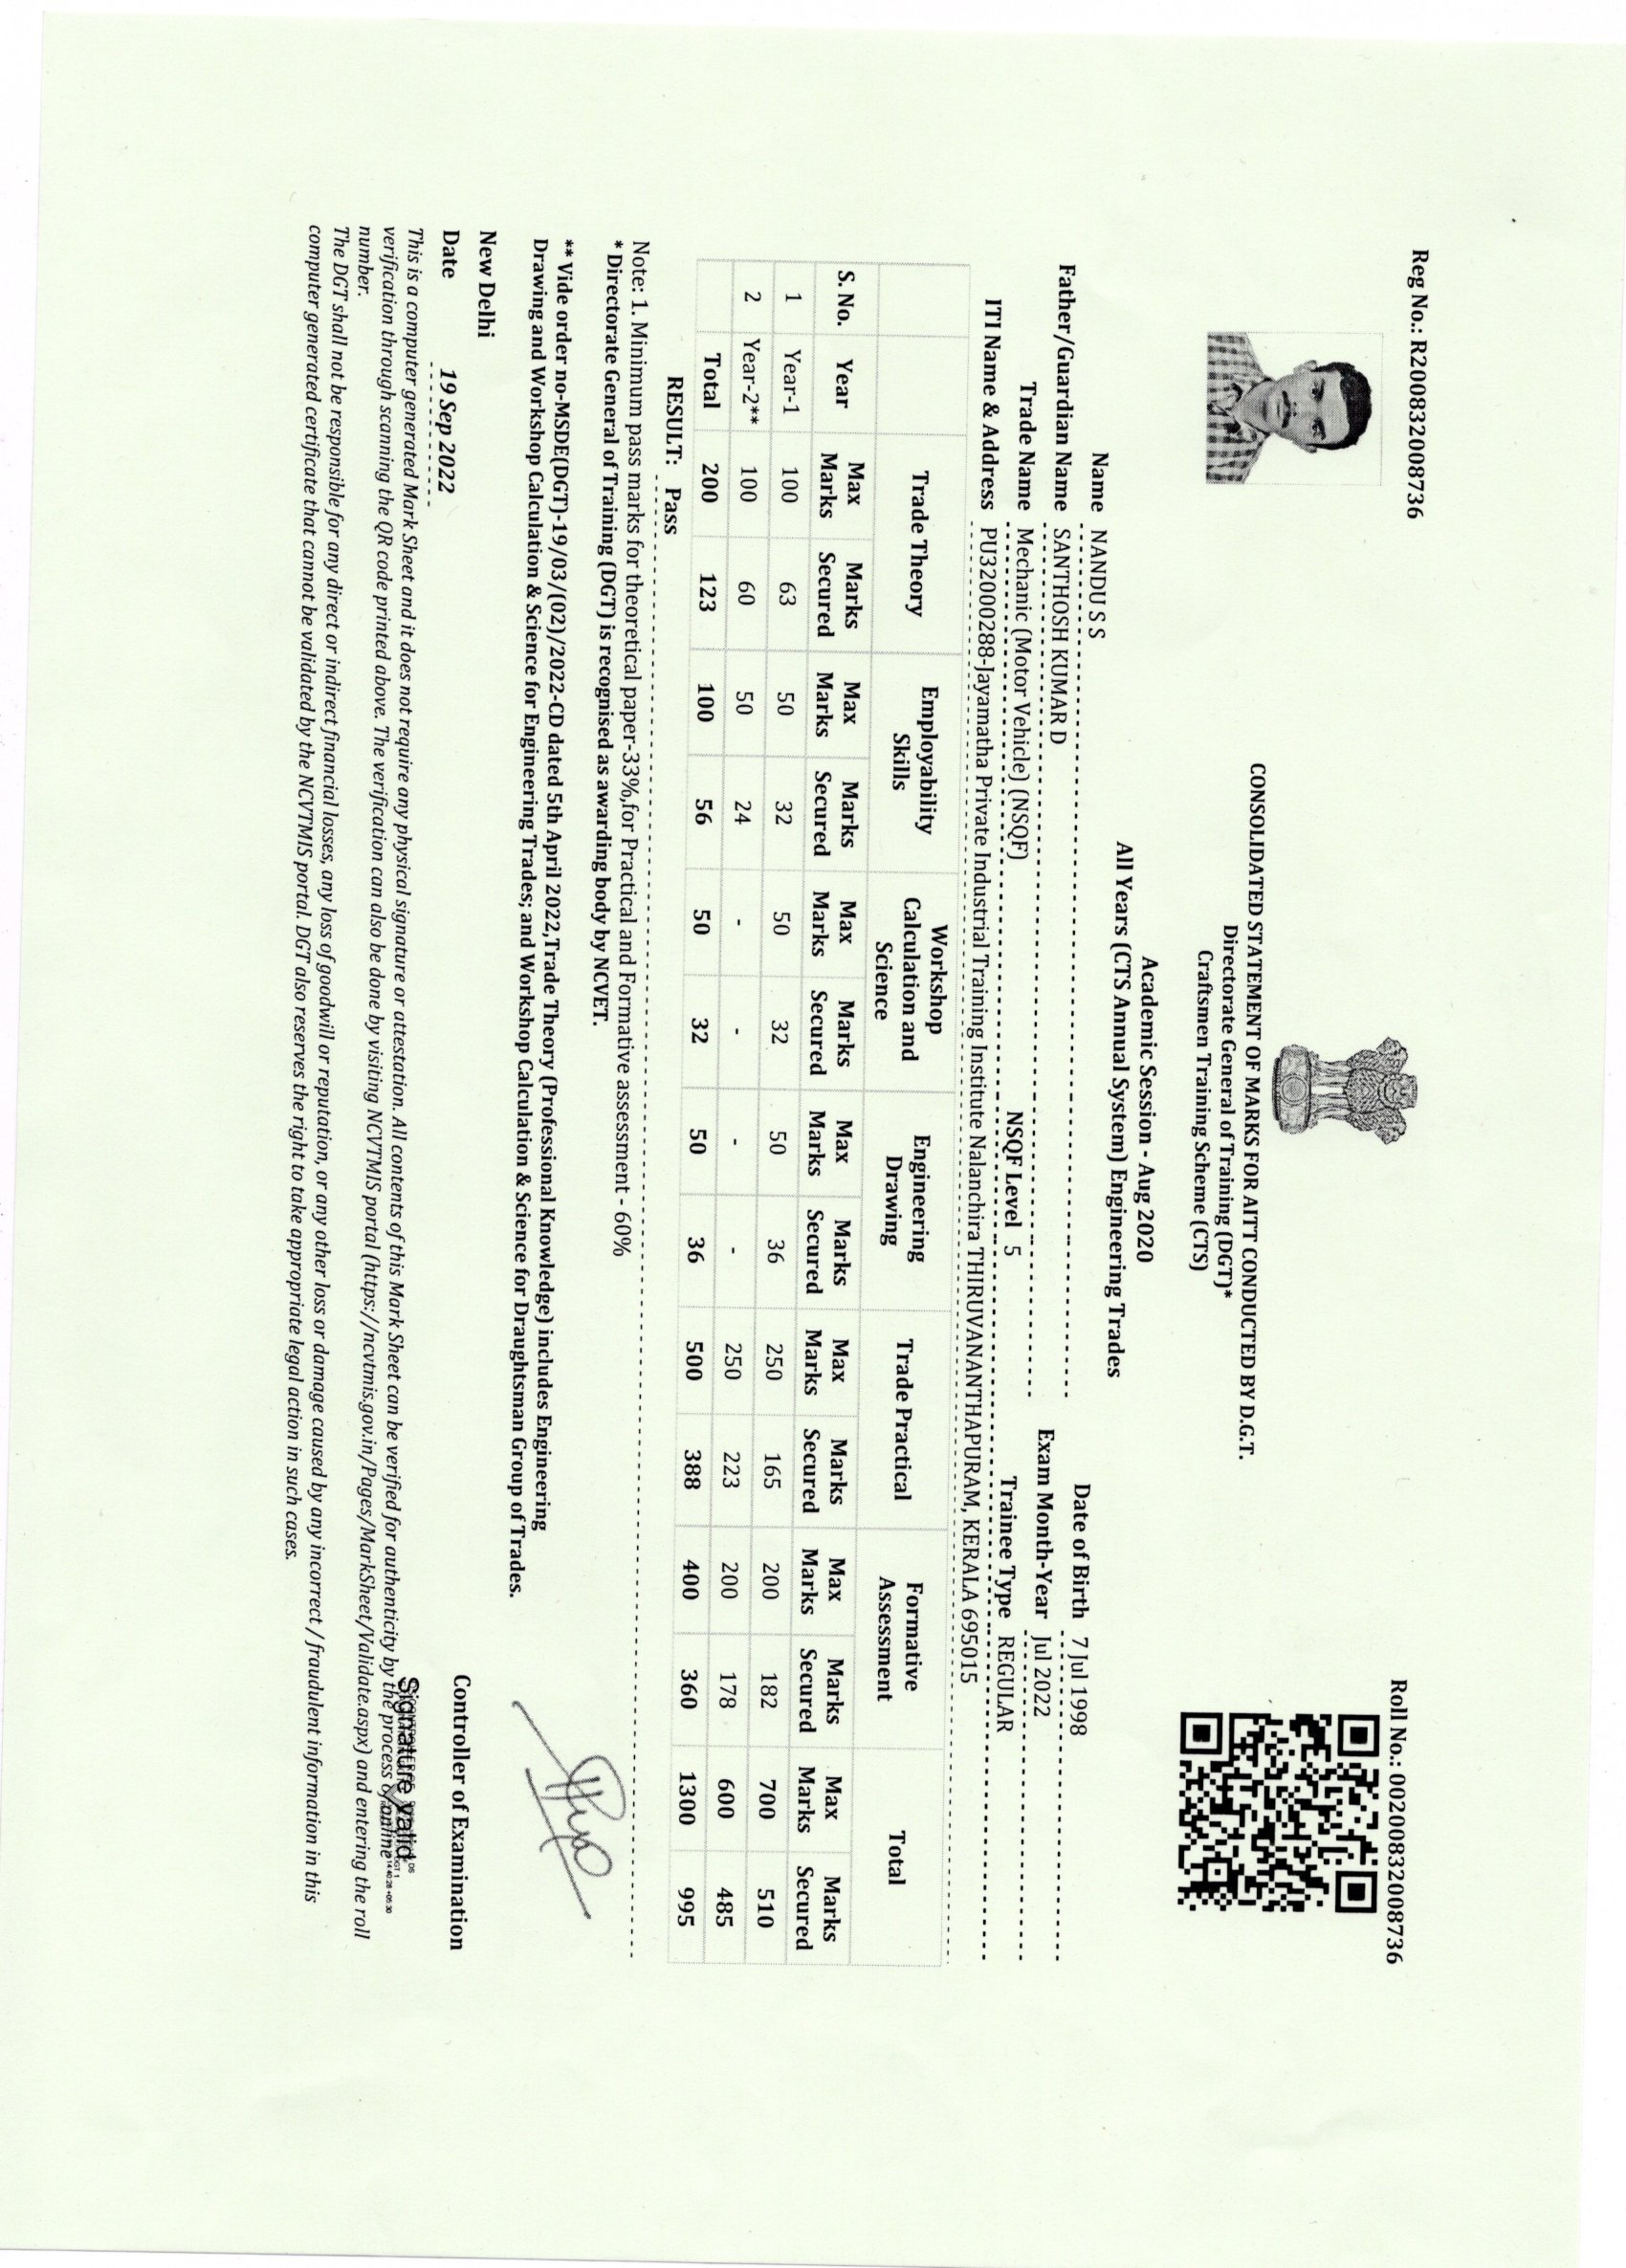 Reg No.: R200832008736
Roll No.: 00200832008736
CONSOLIDATED STATEMENT OF MARKS FOR AITT CONDUCTED BY D.G.T.
Directorate General of Training (DGT)*
Craftsmen Training Scheme (CTS)
Academic Session - Aug 2020
All Years (CTS Annual System) Engineering Trades
Name NANDU S S Date of Birth 7 Jul 1998
Father/Guardian Name SANTHOSH KUMAR D Exam Month-Year Jul 2022
Trade Name Mechanic (Motor Vehicle) (NSQF) NSQF Level 5 Trainee Type REGULAR
ITI Name & Address PU32000288-Jayamatha Private Industrial Training Institute Nalanchira THIRUVANANTHAPURAM, KERALA 695015
Trade Theory Employability Skills Workshop Calculation and Science Engineering Drawing Trade Practical Formative Assessment Total
S. No. Year Max Marks Marks Secured Max Marks Marks Secured Max Marks Marks Secured Max Marks Marks Secured Max Marks Marks Secured Max Marks Marks Secured Max Marks Marks Secured
1 Year-1 100 63 50 32 50 32 50 36 250 165 200 182 700 510
2 Year-2** 100 60 50 24 - - - - 250 223 200 178 600 485
Total 200 123 100 56 50 32 50 36 500 388 400 360 1300 995
RESULT: Pass
Note: 1. Minimum pass marks for theoretical paper-33%,for Practical and Formative assessment - 60%
* Directorate General of Training (DGT) is recognised as awarding body by NCVET.
** Vide order no-MSDE(DGT)-19/03/(02)/2022-CD dated 5th April 2022,Trade Theory (Professional Knowledge) includes Engineering
Drawing and Workshop Calculation & Science for Engineering Trades; and Workshop Calculation & Science for Draughtsman Group of Trades.
New Delhi
Date 19 Sep 2022
Controller of Examination
Signature valid
This is a computer generated Mark Sheet and it does not require any physical signature or attestation. All contents of this Mark Sheet can be verified for authenticity by the process of online
verification through scanning the QR code printed above. The verification can also be done by visiting NCVTMIS portal (https://ncvtmis.gov.in/Pages/MarkSheet/Validate.aspx) and entering the roll
number.
The DGT shall not be responsible for any direct or indirect financial losses, any loss of goodwill or reputation, or any other loss or damage caused by any incorrect / fraudulent information in this
computer generated certificate that cannot be validated by the NCVTMIS portal. DGT also reserves the right to take appropriate legal action in such cases.